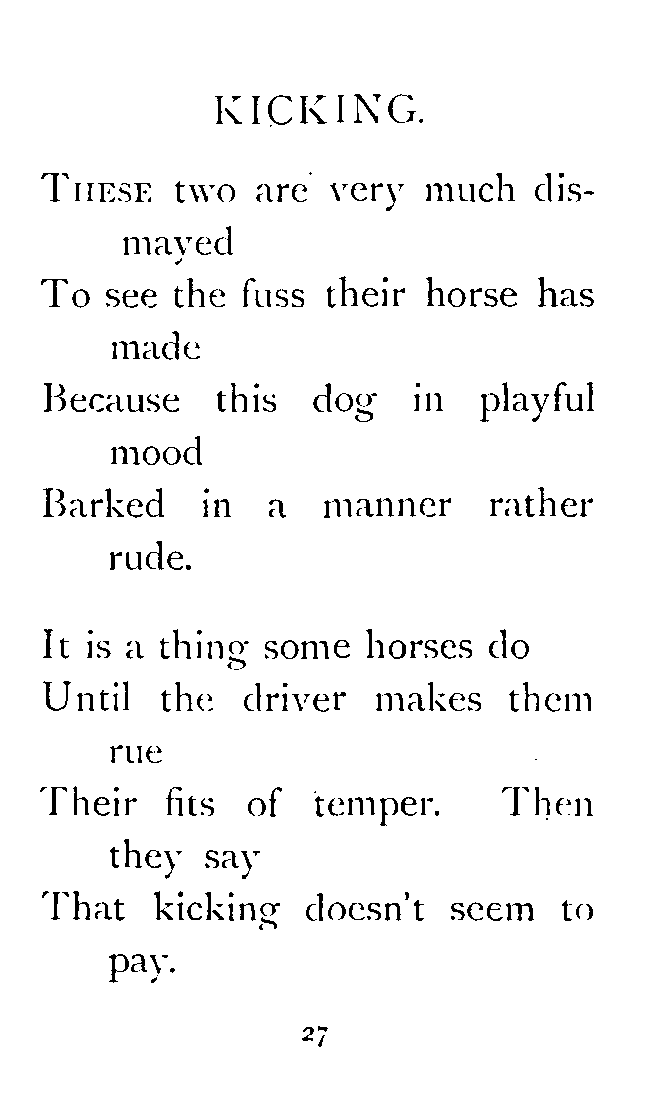 KICKING.
THESE two are very much dis-
mayed
To see the fuss their horse has
made
Because this dog in playful
mood
Barked in a manner rather
rude.
It is a thing some horses do
Until the driver makes them
rue
Their fits of temper. Then
they say
That kicking doesn't seem to
pay.
27